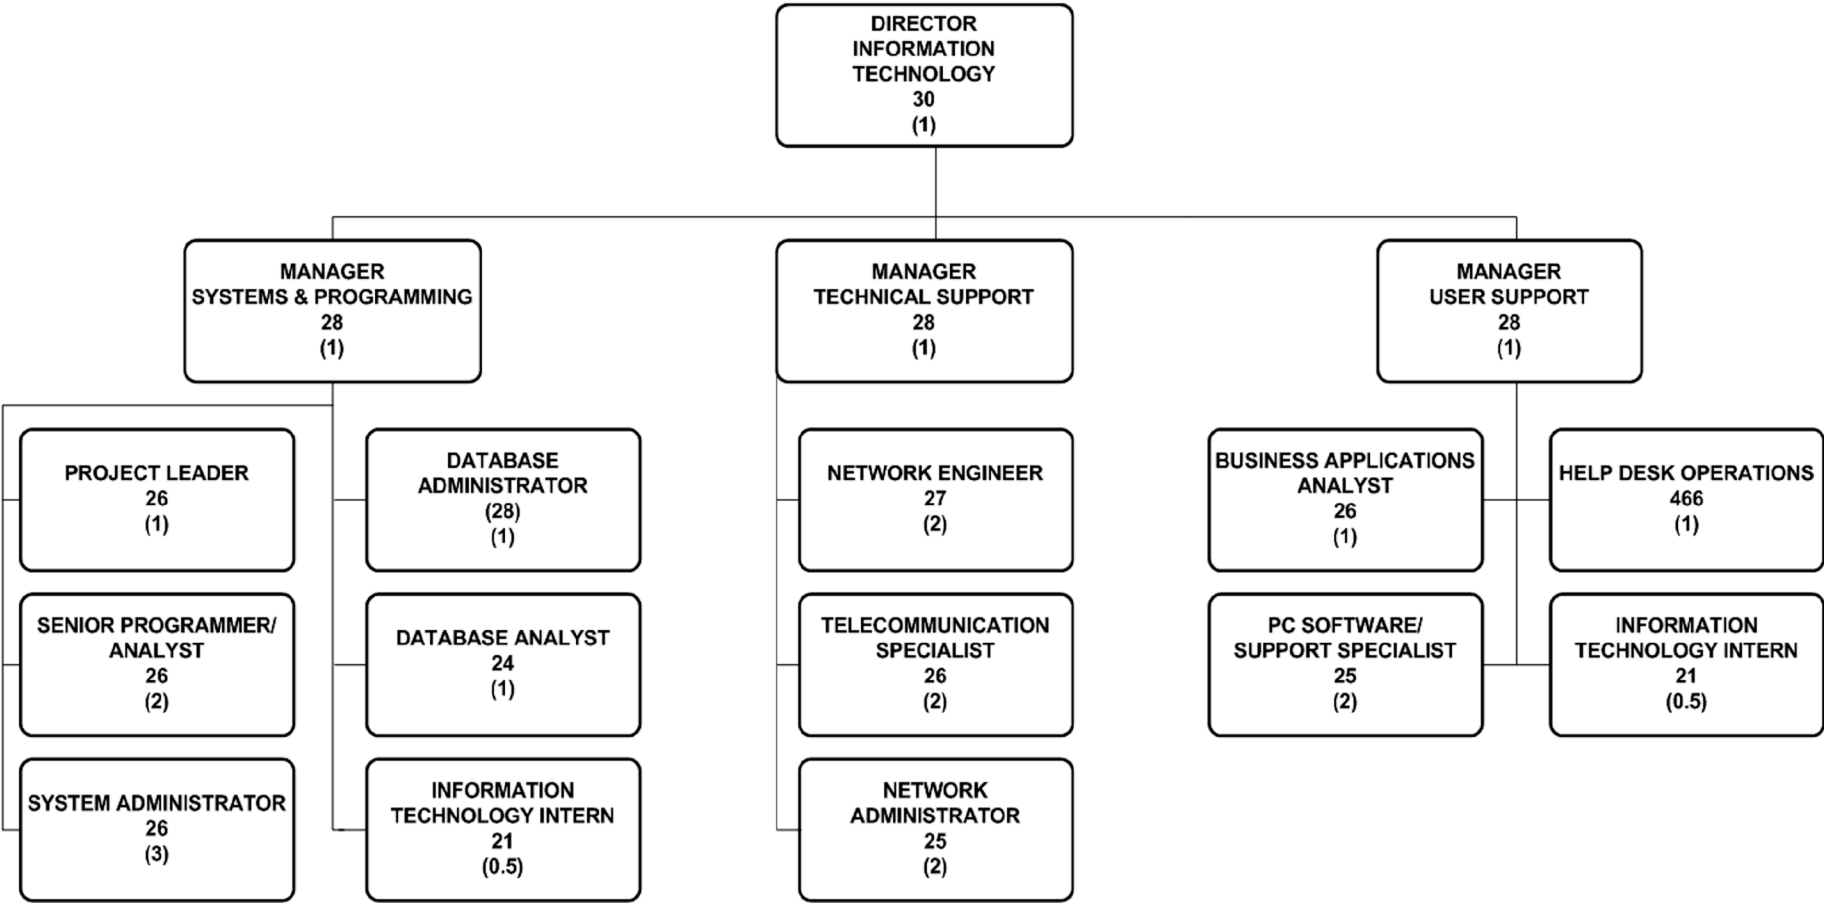 DIRECTOR
INFORMATION
TECHNOLOGY
30
(1)
MANAGER
SYSTEMS & PROGRAMMING
28
(1)
MANAGER
TECHNICAL SUPPORT
28
(1)
MANAGER
USER SUPPORT
28
(1)
PROJECT LEADER
26
(1)
SENIOR PROGRAMMER/
ANALYST
26
(2)
SYSTEM ADMINISTRATOR
26
(3)
DATABASE
ADMINISTRATOR
(28)
(1)
DATABASE ANALYST
24
(1)
INFORMATION
TECHNOLOGY INTERN
21
(0.5)
NETWORK ENGINEER
27
(2)
TELECOMMUNICATION
SPECIALIST
26
(2)
NETWORK
ADMINISTRATOR
25
(2)
BUSINESS APPLICATIONS
ANALYST
26
(1)
PC SOFTWARE/
SUPPORT SPECIALIST
25
(2)
HELP DESK OPERATIONS
466
(1)
INFORMATION
TECHNOLOGY INTERN
21
(0.5)